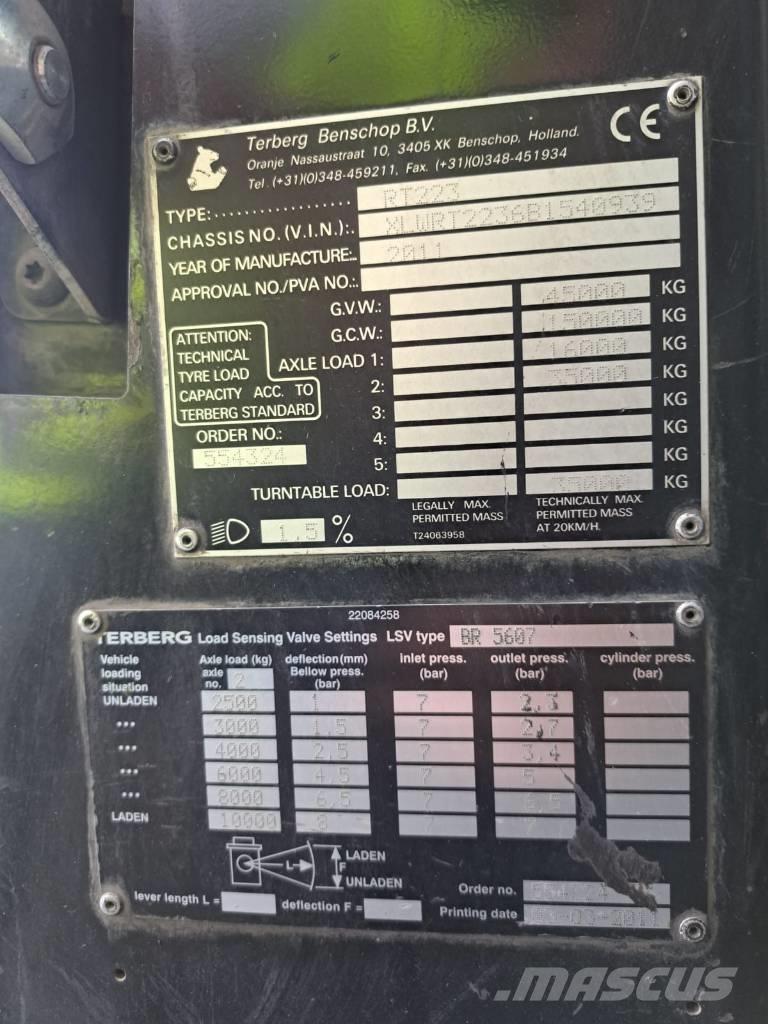 Terberg Benschop B.V.
Oranje Nassaustraat 10, 3405 XK Benschop, Holland.
Tel. (+31)(0)348-459211, Fax. (+31)(0)348-451934
CE
TYPE:................. RT223
CHASSIS NO. (V.I.N.):. XLWRT2236B1540939
YEAR OF MANUFACTURE:.. 2011
APPROVAL NO./PVA NO.:
G.V.W.: 45000 KG
G.C.W.: 150000 KG
AXLE LOAD 1: 16000 KG
2: 35000 KG
3: KG
4: KG
5: KG
TURNTABLE LOAD: 35000 KG
ATTENTION:
TECHNICAL
TYRE LOAD
CAPACITY ACC. TO
TERBERG STANDARD
ORDER NO.:
554324
1.5 %
LEGALLY MAX.
PERMITTED MASS
T24063958
TECHNICALLY MAX.
PERMITTED MASS
AT 20KM/H.
22084258
TERBERG Load Sensing Valve Settings LSV type BR 5607
Vehicle loading situation Axle load (kg) axle no. 2 deflection(mm) Bellow press. (bar) inlet press. (bar) outlet press. (bar) cylinder press. (bar)
UNLADEN 2500 1 7 2.3
••• 3000 1.5 7 2.7
••• 4000 2.5 7 3.4
••• 6000 4.5 7 5
••• 8000 6.5 7 6.5
LADEN 10000 8 7 7
LADEN
L F
UNLADEN
lever length L = deflection F =
Order no.
Printing date
MASCUS